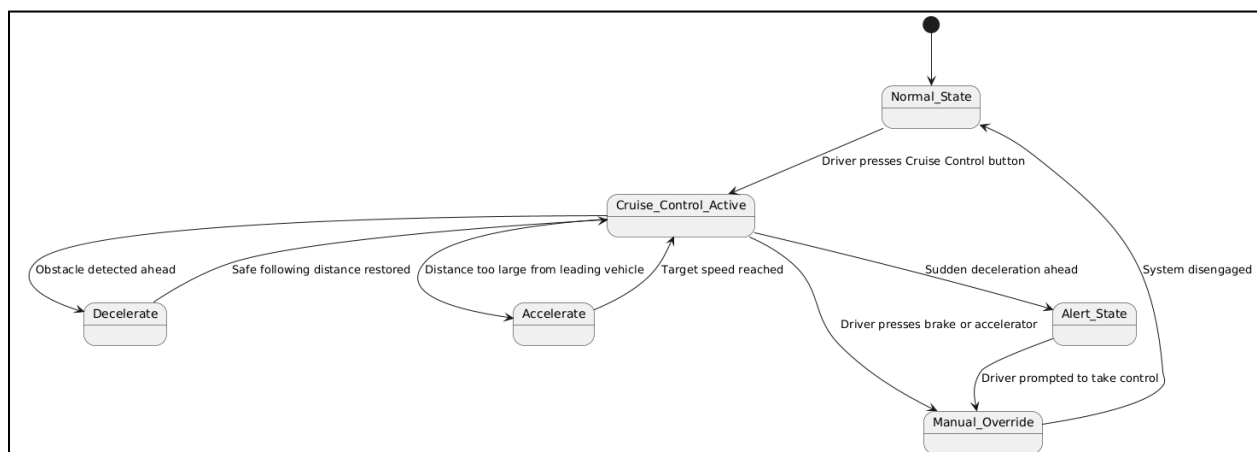 Normal_State
Driver presses Cruise Control button
Cruise_Control_Active
Obstacle detected ahead
Safe following distance restored
Distance too large from leading vehicle
Target speed reached
Sudden deceleration ahead
System disengaged
Decelerate
Accelerate
Alert_State
Driver presses brake or accelerator
Driver prompted to take control
Manual_Override